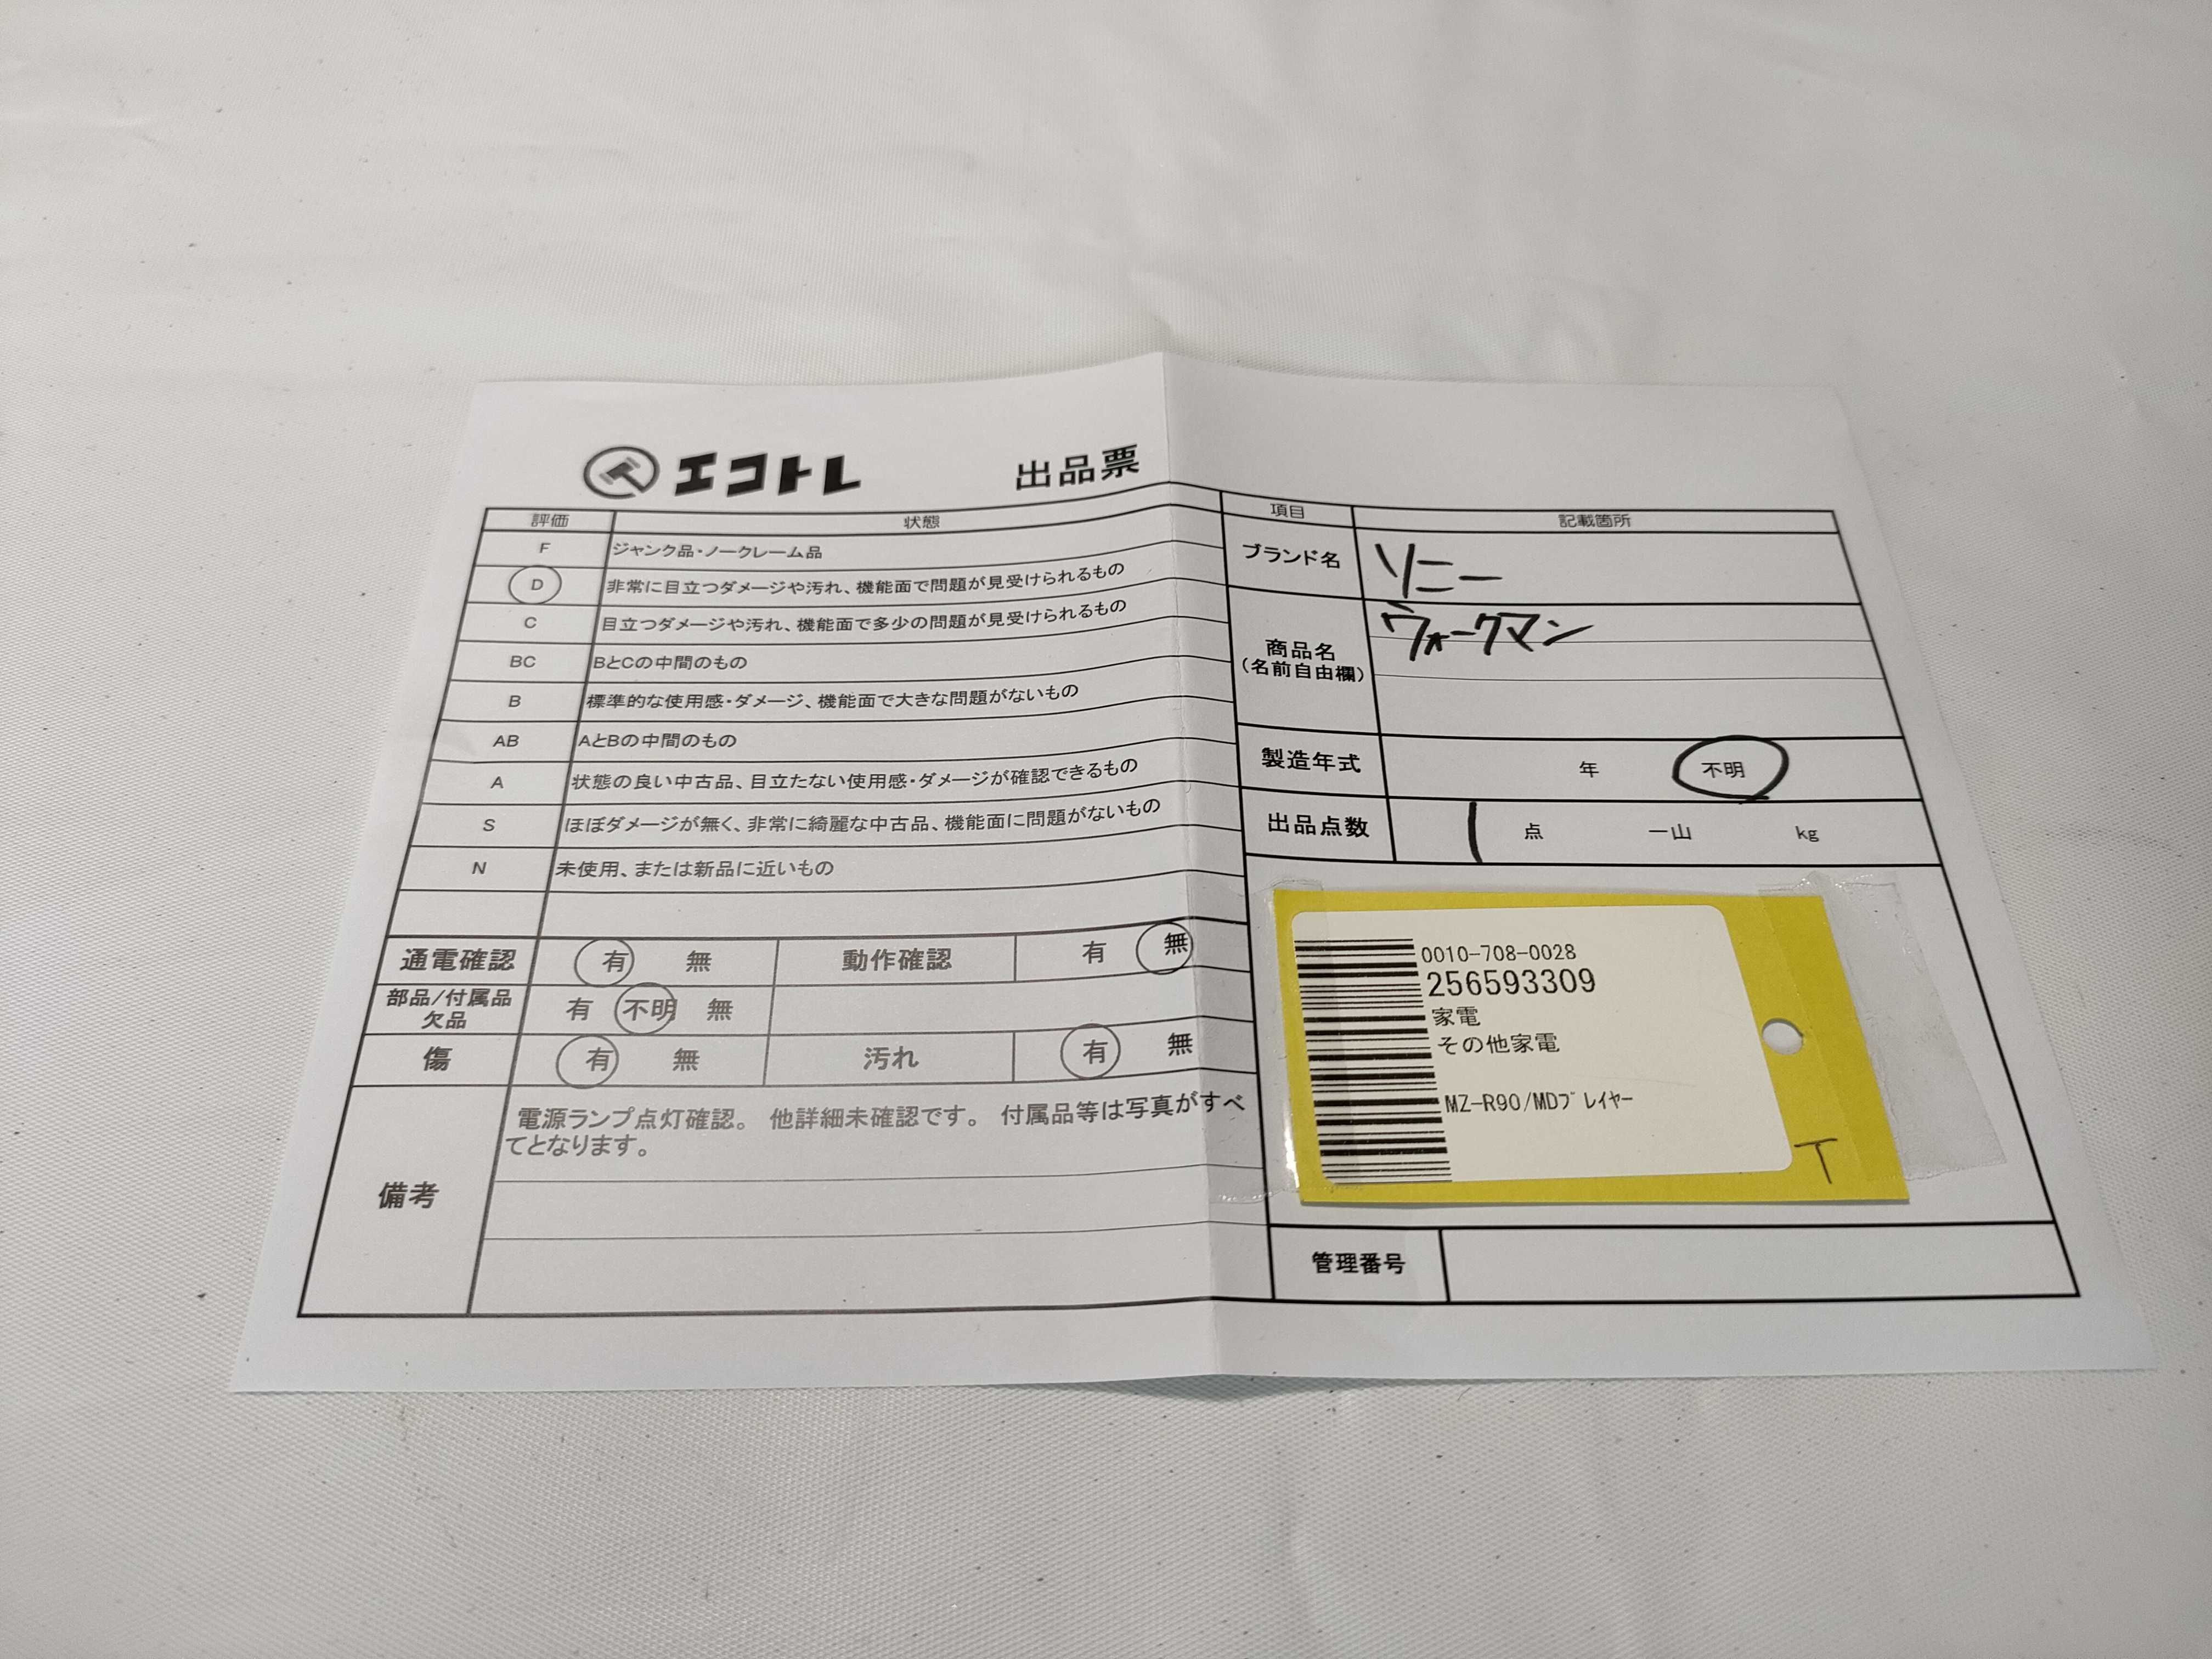 エコトレ 出品票
評価 状態
F ジャンク品・ノークレーム品
D 非常に目立つダメージや汚れ、機能面で問題が見受けられるもの
C 目立つダメージや汚れ、機能面で多少の問題が見受けられるもの
BC BとCの中間のもの
B 標準的な使用感・ダメージ、機能面で大きな問題がないもの
AB AとBの中間のもの
A 状態の良い中古品、目立たない使用感・ダメージが確認できるもの
S ほぼダメージが無く、非常に綺麗な中古品、機能面に問題がないもの
N 未使用、または新品に近いもの
通電確認 有 無 動作確認 有 無
部品/付属品
欠品
有 不明 無
傷 有 無 汚れ 有 無
備考
電源ランプ点灯確認。 他詳細未確認です。 付属品等は写真がすべ
てとなります。
項目 記載箇所
ブランド名 ソニー
商品名
(名前自由欄)
ウォークマン
製造年式 年 不明
出品点数 1 点 一山 kg
0010-708-0028
256593309
家電
その他家電
MZ-R90/MDﾌﾟﾚｲﾔｰ
T
管理番号